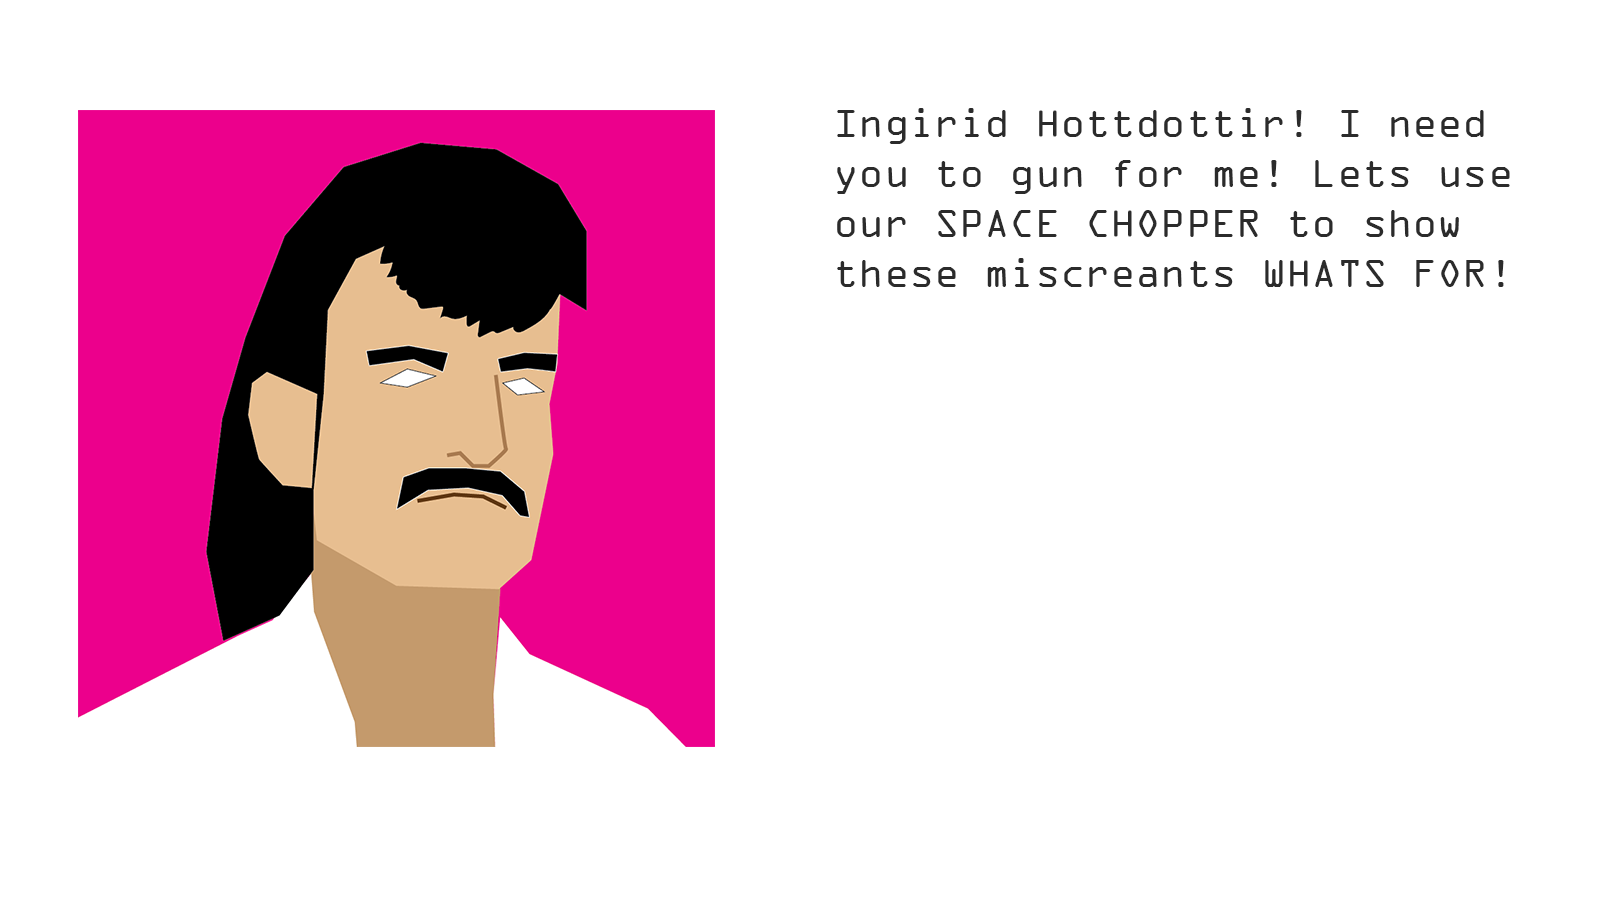 Ingirid Hottdottir! I need
you to gun for me! Lets use
our SPACE CHOPPER to show
these miscreants WHATS FOR!